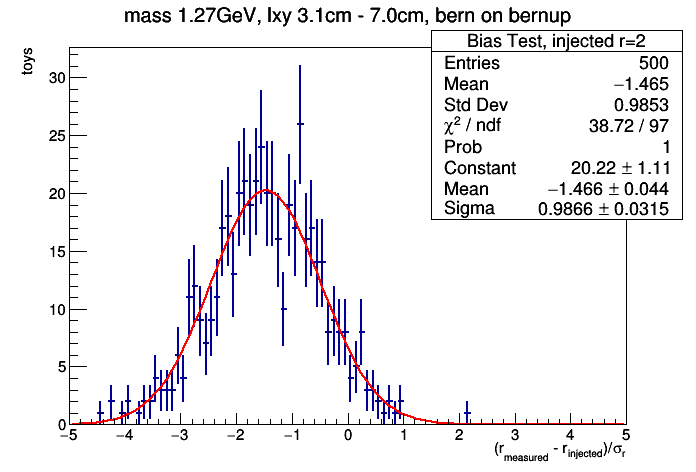 mass 1.27GeV, lxy 3.1cm - 7.0cm, bern on bernup
Bias Test, injected r=2
Entries 500
Mean −1.465
Std Dev 0.9853
χ² / ndf 38.72 / 97
Prob 1
Constant 20.22 ± 1.11
Mean −1.466 ± 0.044
Sigma 0.9866 ± 0.0315
toys
30
25
20
15
10
5
0
−5 −4 −3 −2 −1 0 1 2 3 4 5
(r_measured - r_injected)/σ_r